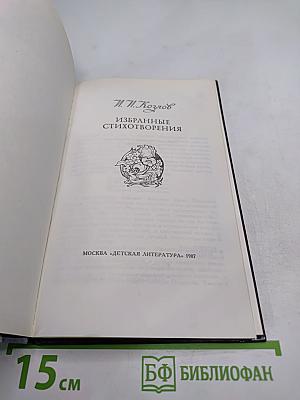 И. И. Козлов
ИЗБРАННЫЕ
СТИХОТВОРЕНИЯ
МОСКВА «ДЕТСКАЯ ЛИТЕРАТУРА» 1987
15 см
БФ БИБЛИОФАН